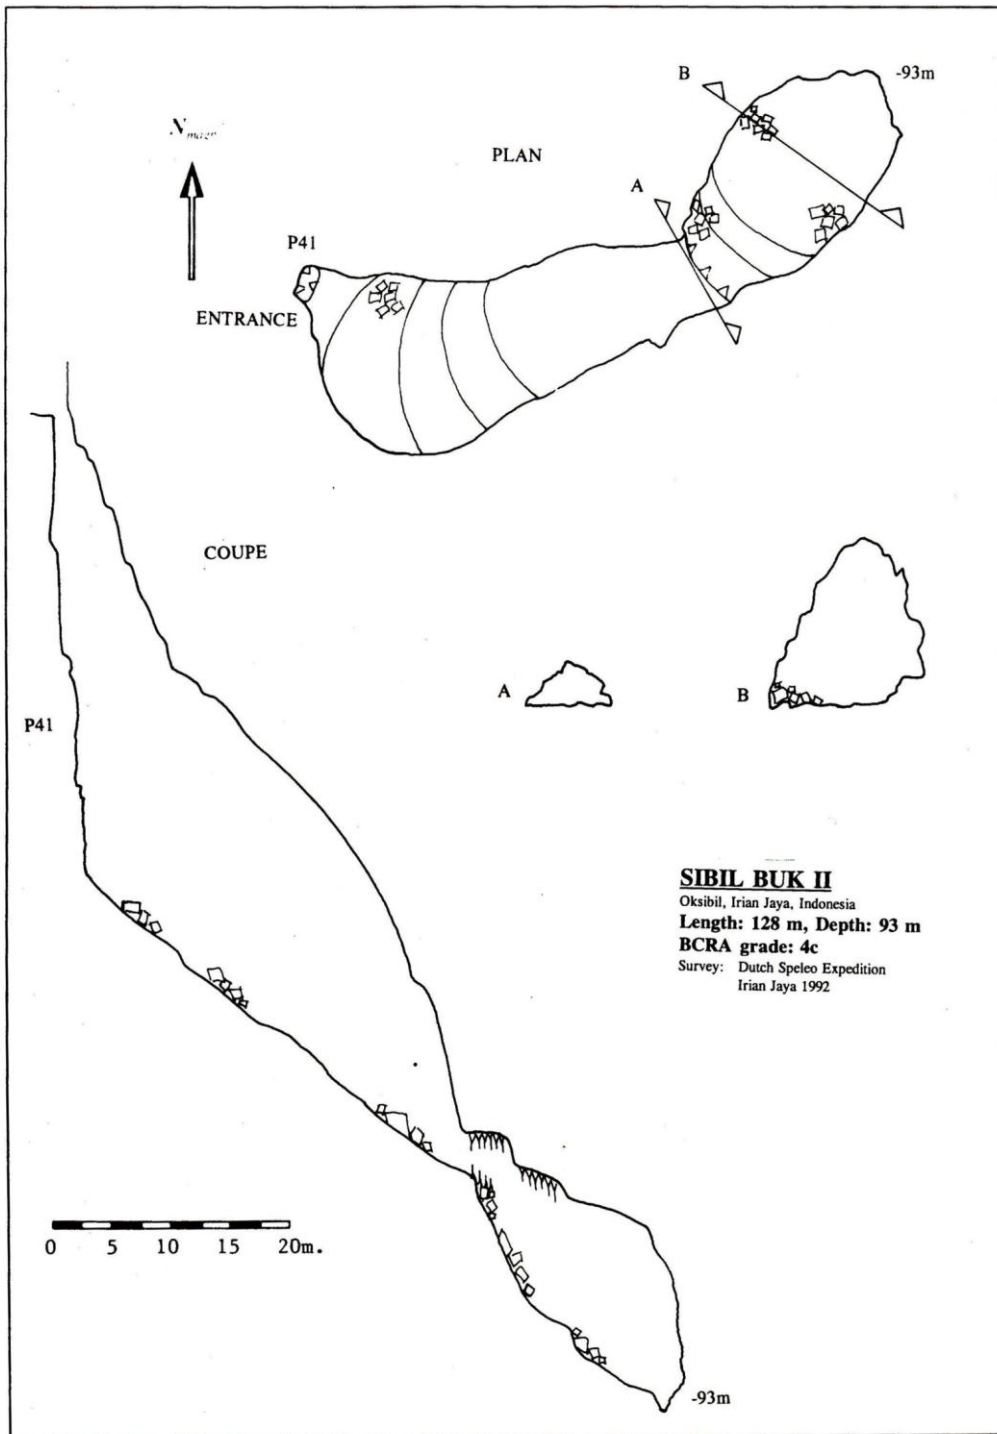 B
-93m
N magn
PLAN
A
P41
ENTRANCE
COUPE
A
B
P41
SIBIL BUK II
Oksibil, Irian Jaya, Indonesia
Length: 128 m, Depth: 93 m
BCRA grade: 4c
Survey: Dutch Speleo Expedition
Irian Jaya 1992
0 5 10 15 20m.
-93m